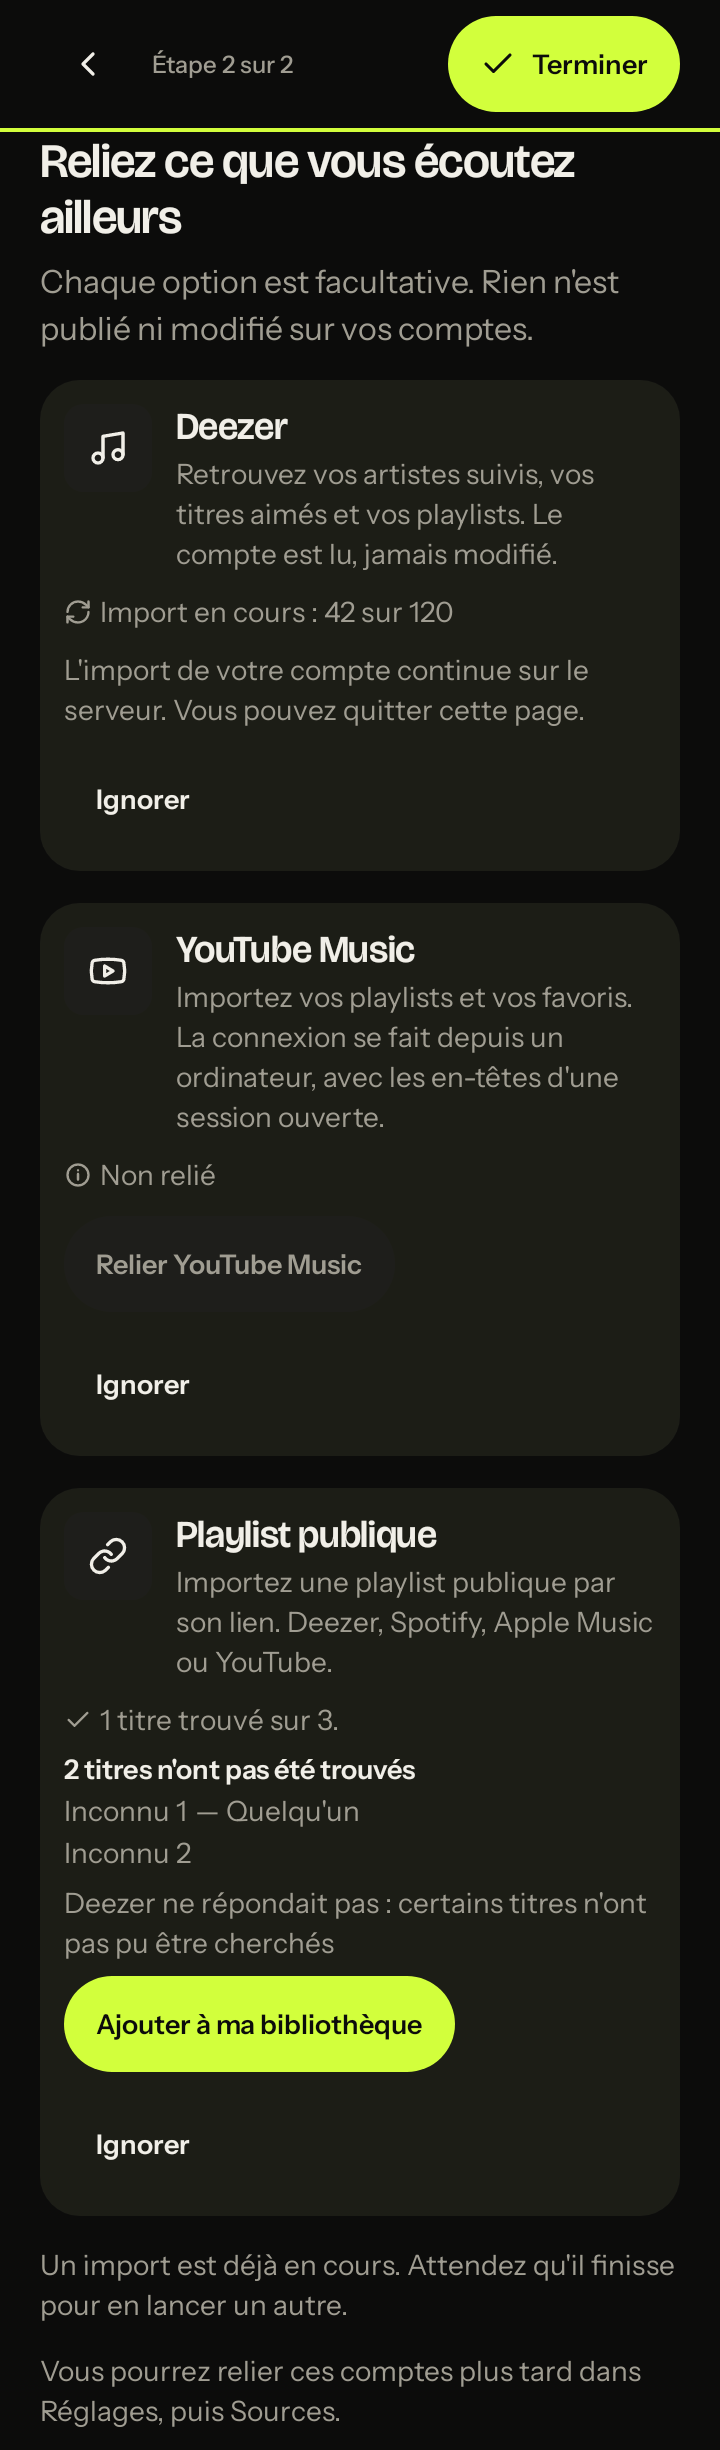 Étape 2 sur 2
Terminer
Reliez ce que vous écoutez
ailleurs
Chaque option est facultative. Rien n'est
publié ni modifié sur vos comptes.
Deezer
Retrouvez vos artistes suivis, vos
titres aimés et vos playlists. Le
compte est lu, jamais modifié.
Import en cours : 42 sur 120
L'import de votre compte continue sur le
serveur. Vous pouvez quitter cette page.
Ignorer
YouTube Music
Importez vos playlists et vos favoris.
La connexion se fait depuis un
ordinateur, avec les en-têtes d'une
session ouverte.
Non relié
Relier YouTube Music
Ignorer
Playlist publique
Importez une playlist publique par
son lien. Deezer, Spotify, Apple Music
ou YouTube.
1 titre trouvé sur 3.
2 titres n'ont pas été trouvés
Inconnu 1 — Quelqu'un
Inconnu 2
Deezer ne répondait pas : certains titres n'ont
pas pu être cherchés
Ajouter à ma bibliothèque
Ignorer
Un import est déjà en cours. Attendez qu'il finisse
pour en lancer un autre.
Vous pourrez relier ces comptes plus tard dans
Réglages, puis Sources.